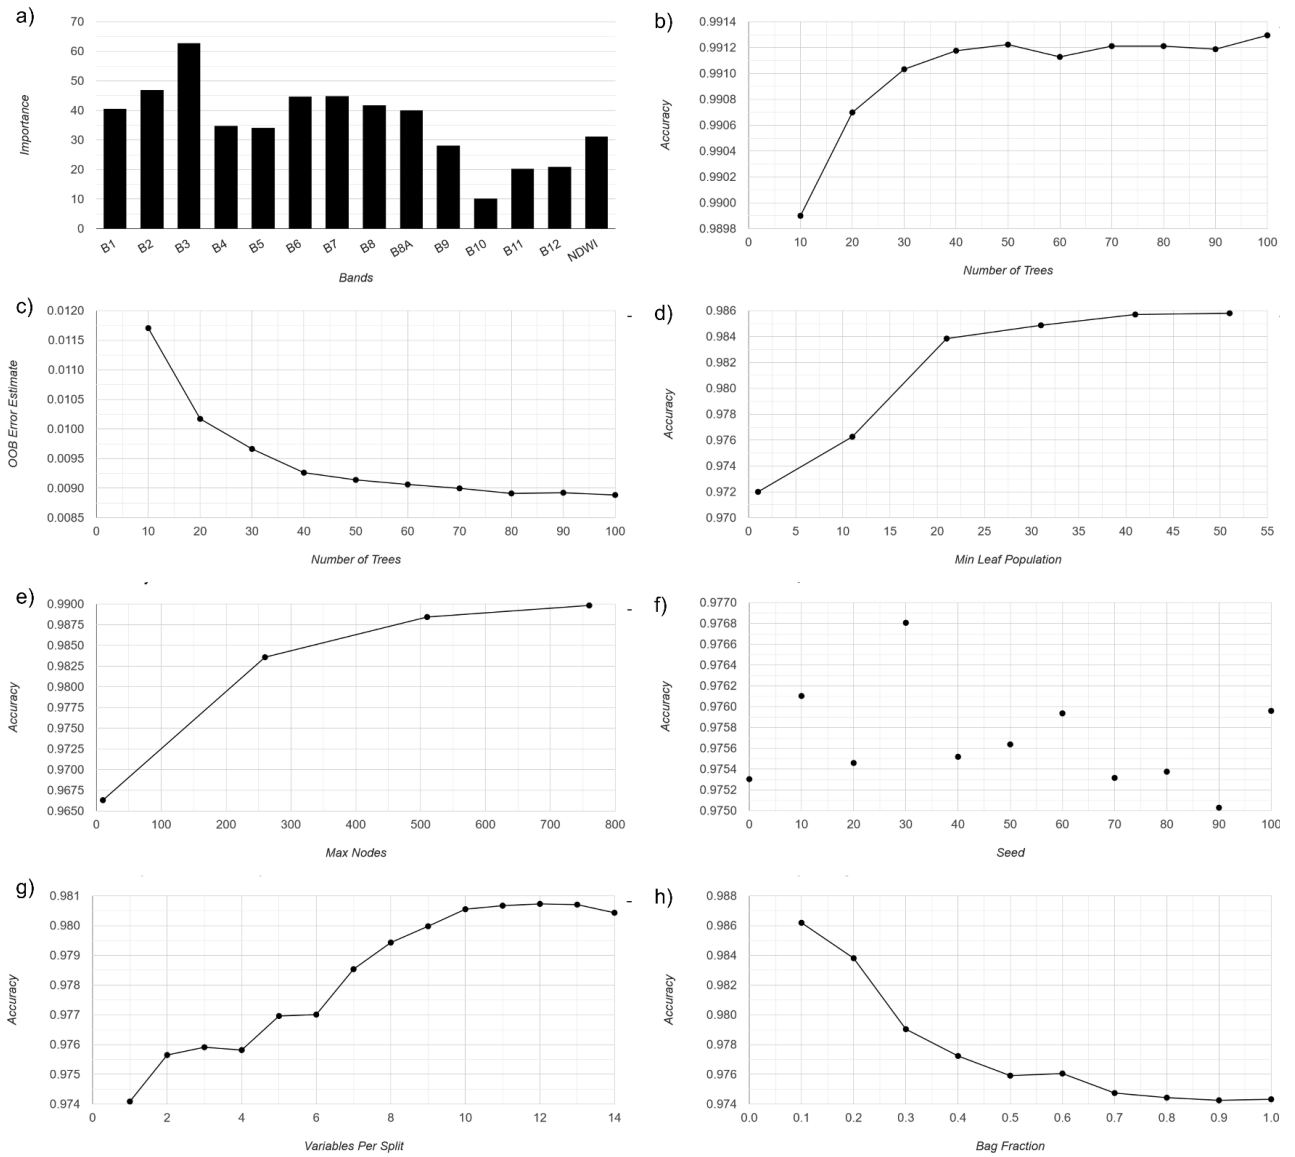 a)
70
60
50
40
30
20
10
0
Importance
B1 B2 B3 B4 B5 B6 B7 B8 B8A B9 B10 B11 B12 NDWI
Bands
b)
0.9914
0.9912
0.9910
0.9908
0.9906
0.9904
0.9902
0.9900
0.9898
Accuracy
0 10 20 30 40 50 60 70 80 90 100
Number of Trees
c)
0.0120
0.0115
0.0110
0.0105
0.0100
0.0095
0.0090
0.0085
OOB Error Estimate
0 10 20 30 40 50 60 70 80 90 100
Number of Trees
d)
0.986
0.984
0.982
0.980
0.978
0.976
0.974
0.972
0.970
Accuracy
0 5 10 15 20 25 30 35 40 45 50 55
Min Leaf Population
e)
0.9900
0.9875
0.9850
0.9825
0.9800
0.9775
0.9750
0.9725
0.9700
0.9675
0.9650
Accuracy
0 100 200 300 400 500 600 700 800
Max Nodes
f)
0.9770
0.9768
0.9766
0.9764
0.9762
0.9760
0.9758
0.9756
0.9754
0.9752
0.9750
Accuracy
0 10 20 30 40 50 60 70 80 90 100
Seed
g)
0.981
0.980
0.979
0.978
0.977
0.976
0.975
0.974
Accuracy
0 2 4 6 8 10 12 14
Variables Per Split
h)
0.988
0.986
0.984
0.982
0.980
0.978
0.976
0.974
Accuracy
0.0 0.1 0.2 0.3 0.4 0.5 0.6 0.7 0.8 0.9 1.0
Bag Fraction